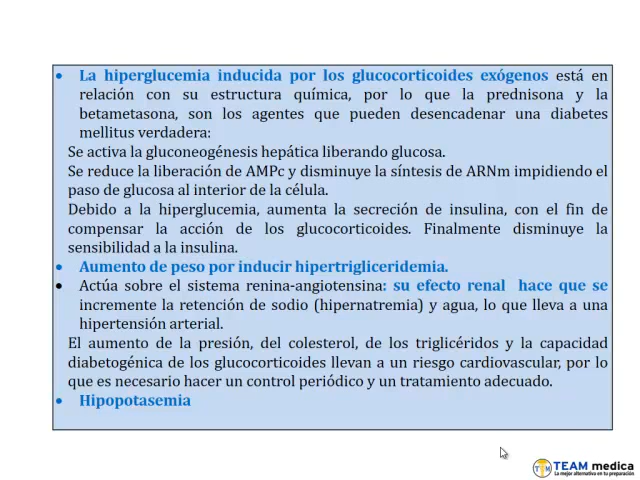 • La hiperglucemia inducida por los glucocorticoides exógenos está en
relación con su estructura química, por lo que la prednisona y la
betametasona, son los agentes que pueden desencadenar una diabetes
mellitus verdadera:
Se activa la gluconeogénesis hepática liberando glucosa.
Se reduce la liberación de AMPc y disminuye la síntesis de ARNm impidiendo el
paso de glucosa al interior de la célula.
Debido a la hiperglucemia, aumenta la secreción de insulina, con el fin de
compensar la acción de los glucocorticoides. Finalmente disminuye la
sensibilidad a la insulina.
• Aumento de peso por inducir hipertrigliceridemia.
• Actúa sobre el sistema renina-angiotensina: su efecto renal hace que se
incremente la retención de sodio (hipernatremia) y agua, lo que lleva a una
hipertensión arterial.
El aumento de la presión, del colesterol, de los triglicéridos y la capacidad
diabetogénica de los glucocorticoides llevan a un riesgo cardiovascular, por lo
que es necesario hacer un control periódico y un tratamiento adecuado.
• Hipopotasemia
TM TEAM medica
La mejor alternativa en tu preparación